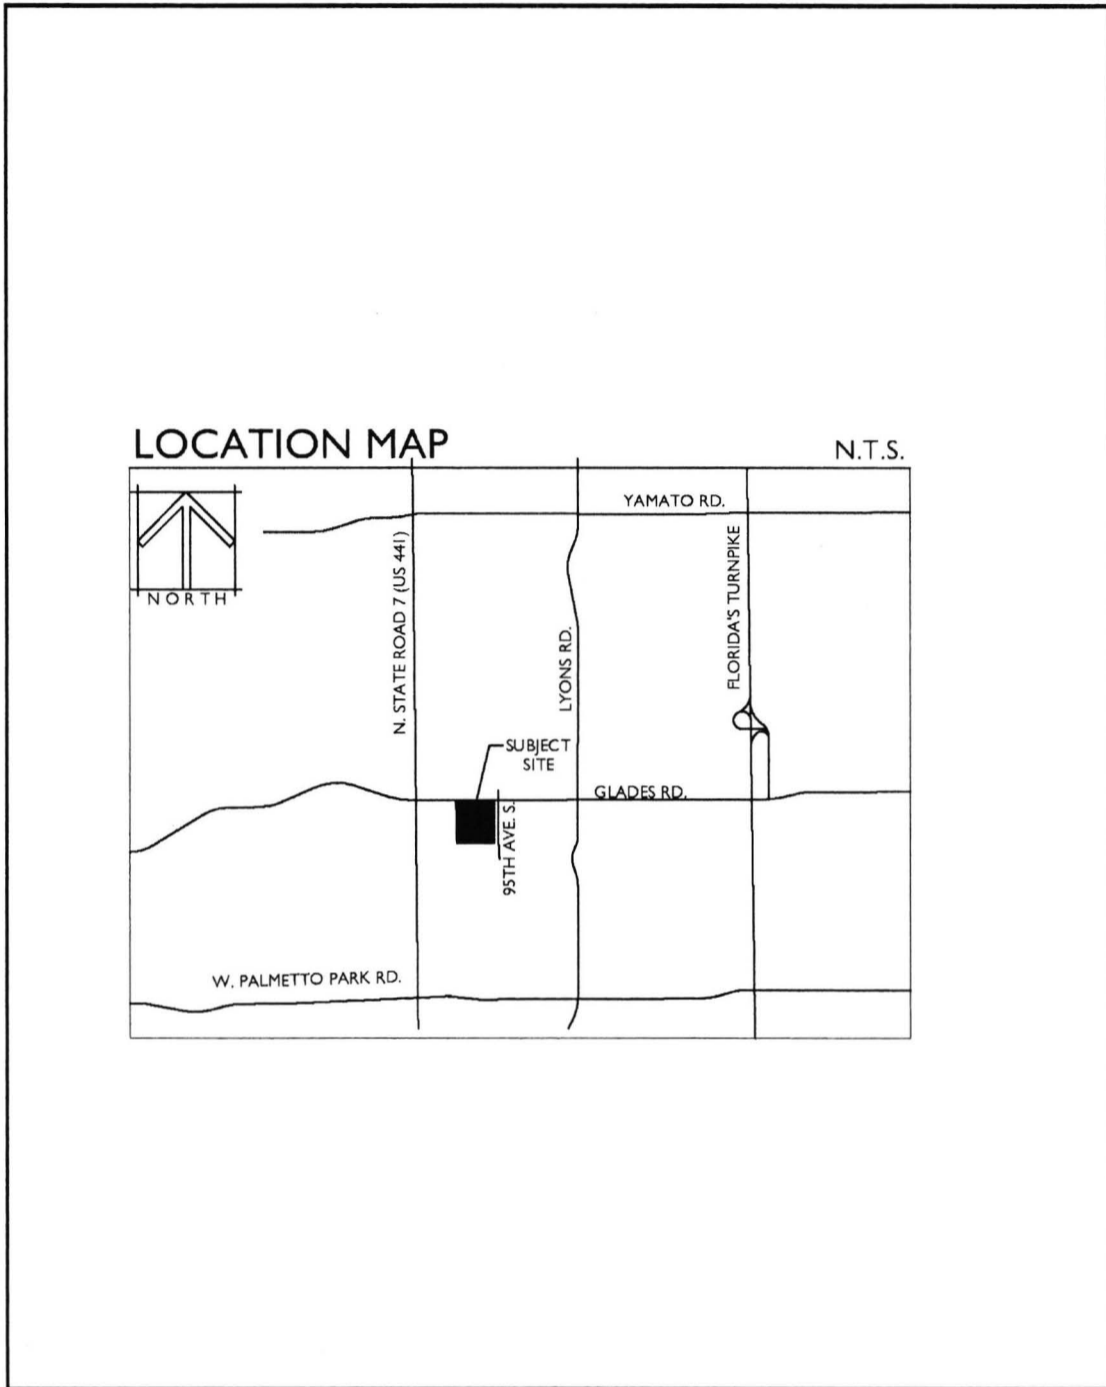 LOCATION MAP
N.T.S.
YAMATO RD.
NORTH
N. STATE ROAD 7 (US 441)
LYONS RD.
FLORIDA'S TURNPIKE
SUBJECT
SITE
GLADES RD.
95TH AVE. S.
W. PALMETTO PARK RD.